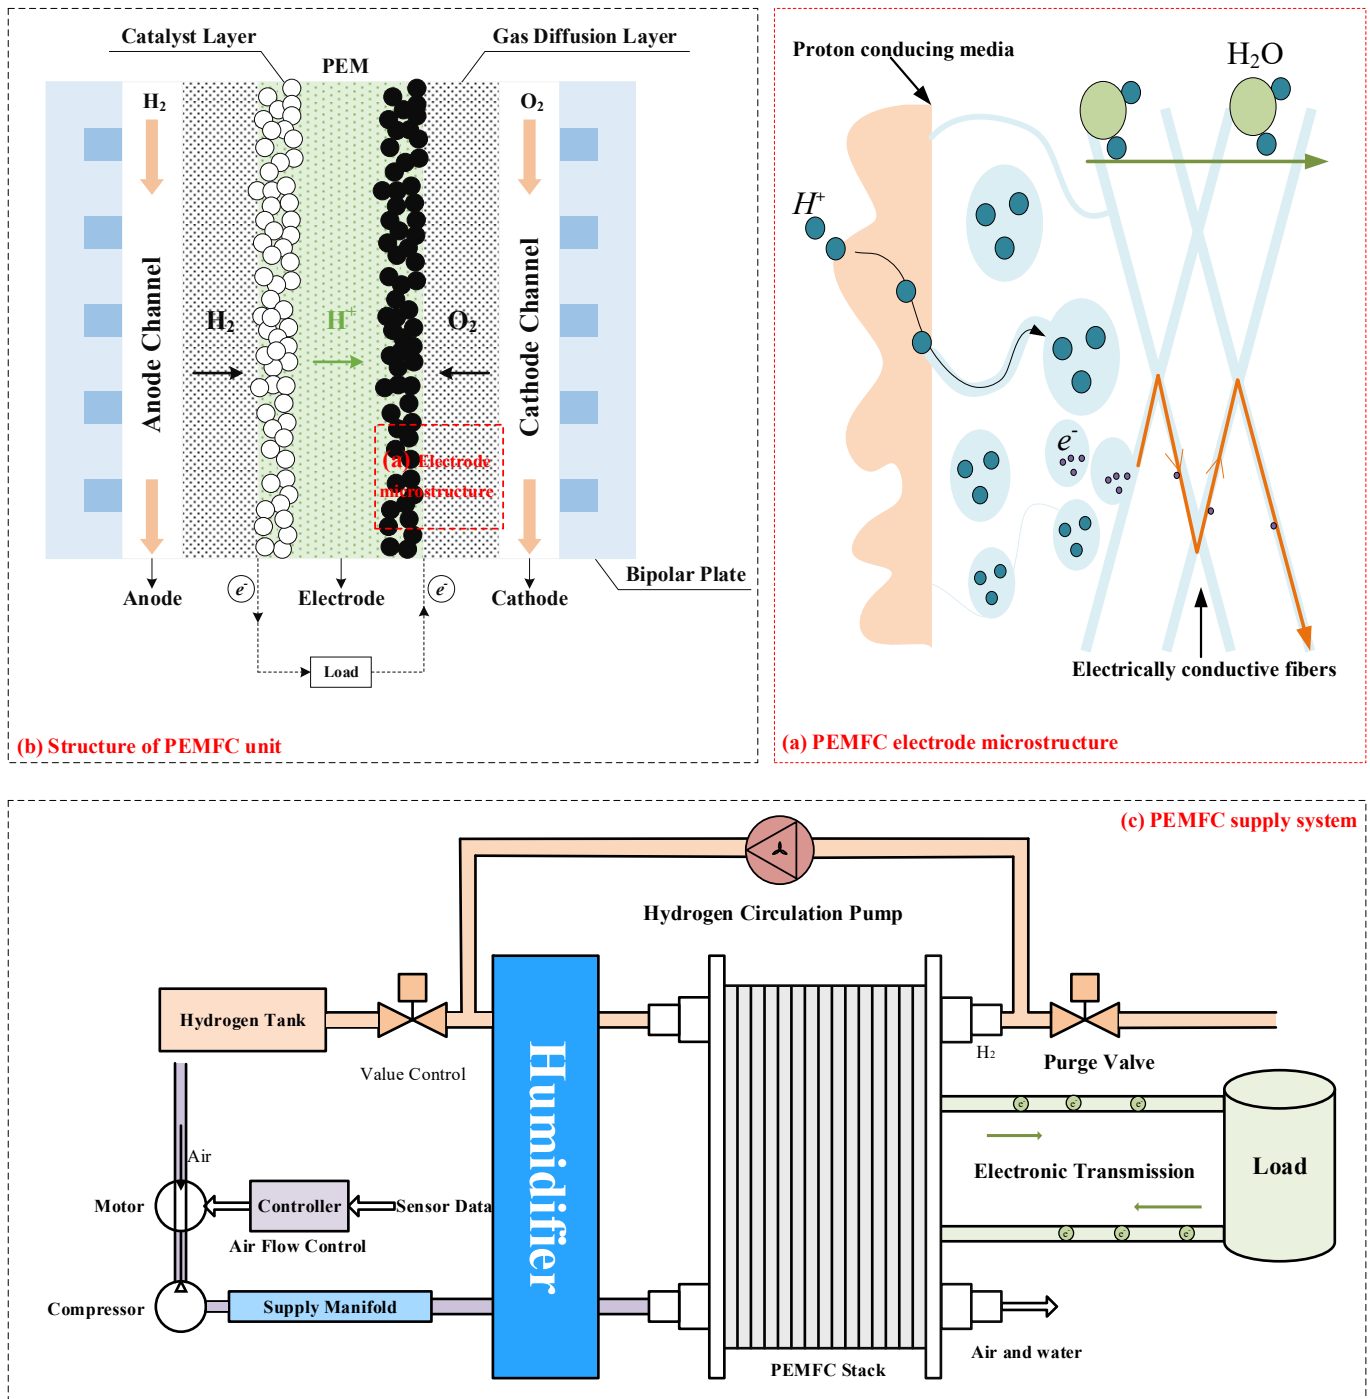 Catalyst Layer
Gas Diffusion Layer
PEM
H₂
O₂
Anode Channel
H₂
H⁺
O₂
Cathode Channel
(a) Electrode
microstructure
Bipolar Plate
e⁻
e⁻
Anode
Electrode
Cathode
Load
(b) Structure of PEMFC unit
Proton conducing media
H₂O
H⁺
e⁻
Electrically conductive fibers
(a) PEMFC electrode microstructure
(c) PEMFC supply system
Hydrogen Circulation Pump
Hydrogen Tank
Value Control
Humidifier
H₂
Purge Valve
Air
e⁻ e⁻ e⁻
Electronic Transmission
Load
Motor
Controller
Sensor Data
Air Flow Control
e⁻ e⁻ e⁻
Compressor
Supply Manifold
Air and water
PEMFC Stack